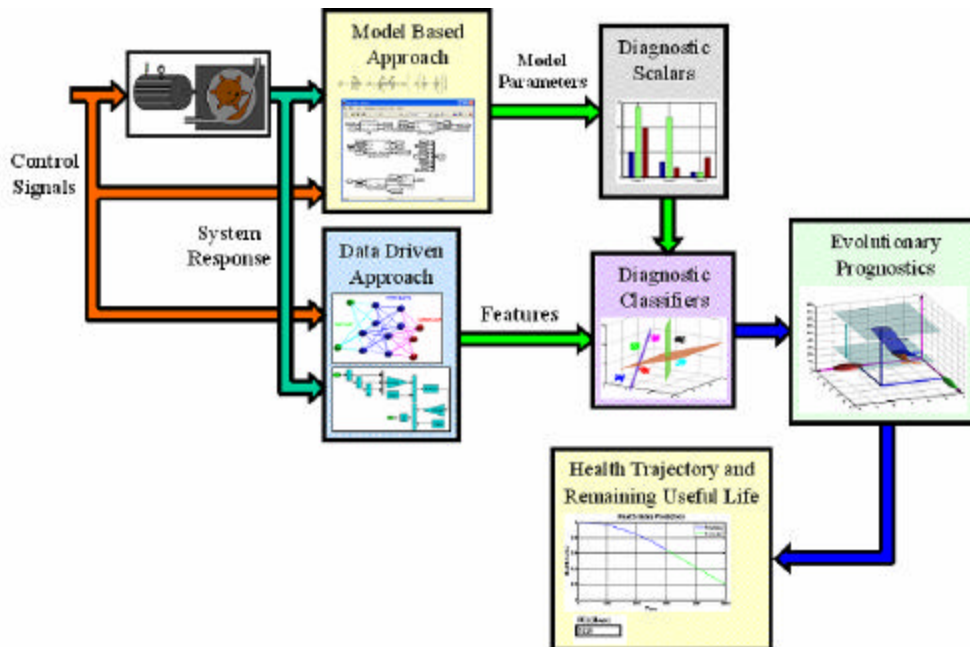 Model Based
Approach
Model
Parameters
Diagnostic
Scalars
Control
Signals
System
Response
Data Driven
Approach
Features
Diagnostic
Classifiers
Evolutionary
Prognostics
Health Trajectory and
Remaining Useful Life